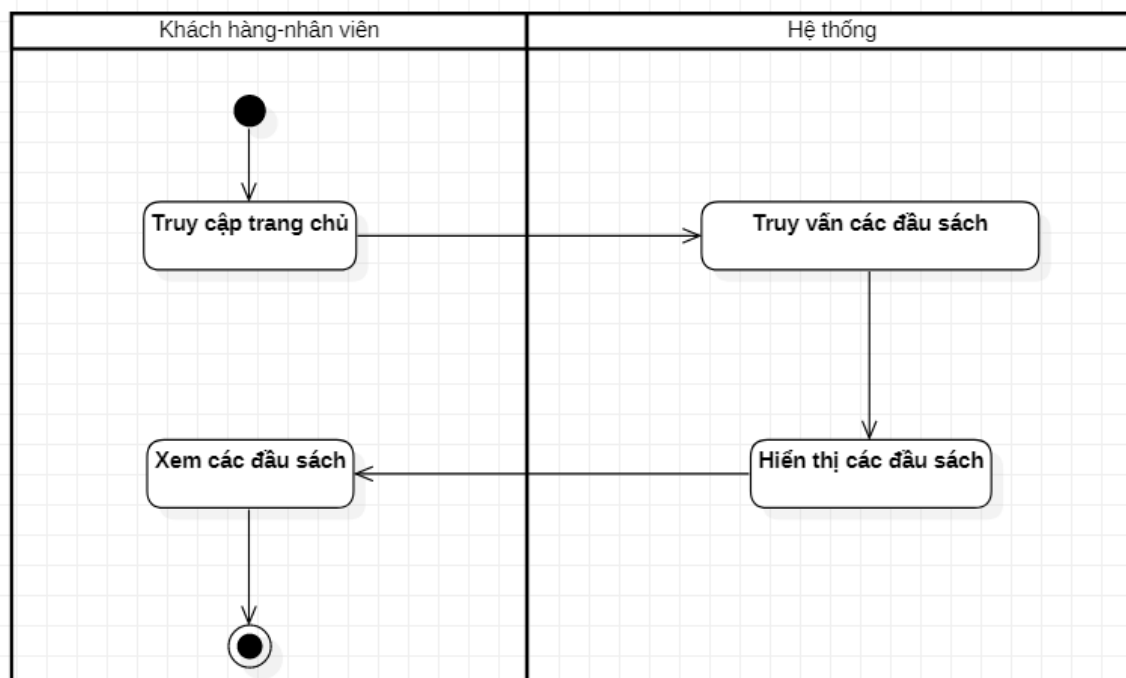 Khách hàng-nhân viên
Hệ thống
Truy cập trang chủ
Truy vấn các đầu sách
Xem các đầu sách
Hiển thị các đầu sách